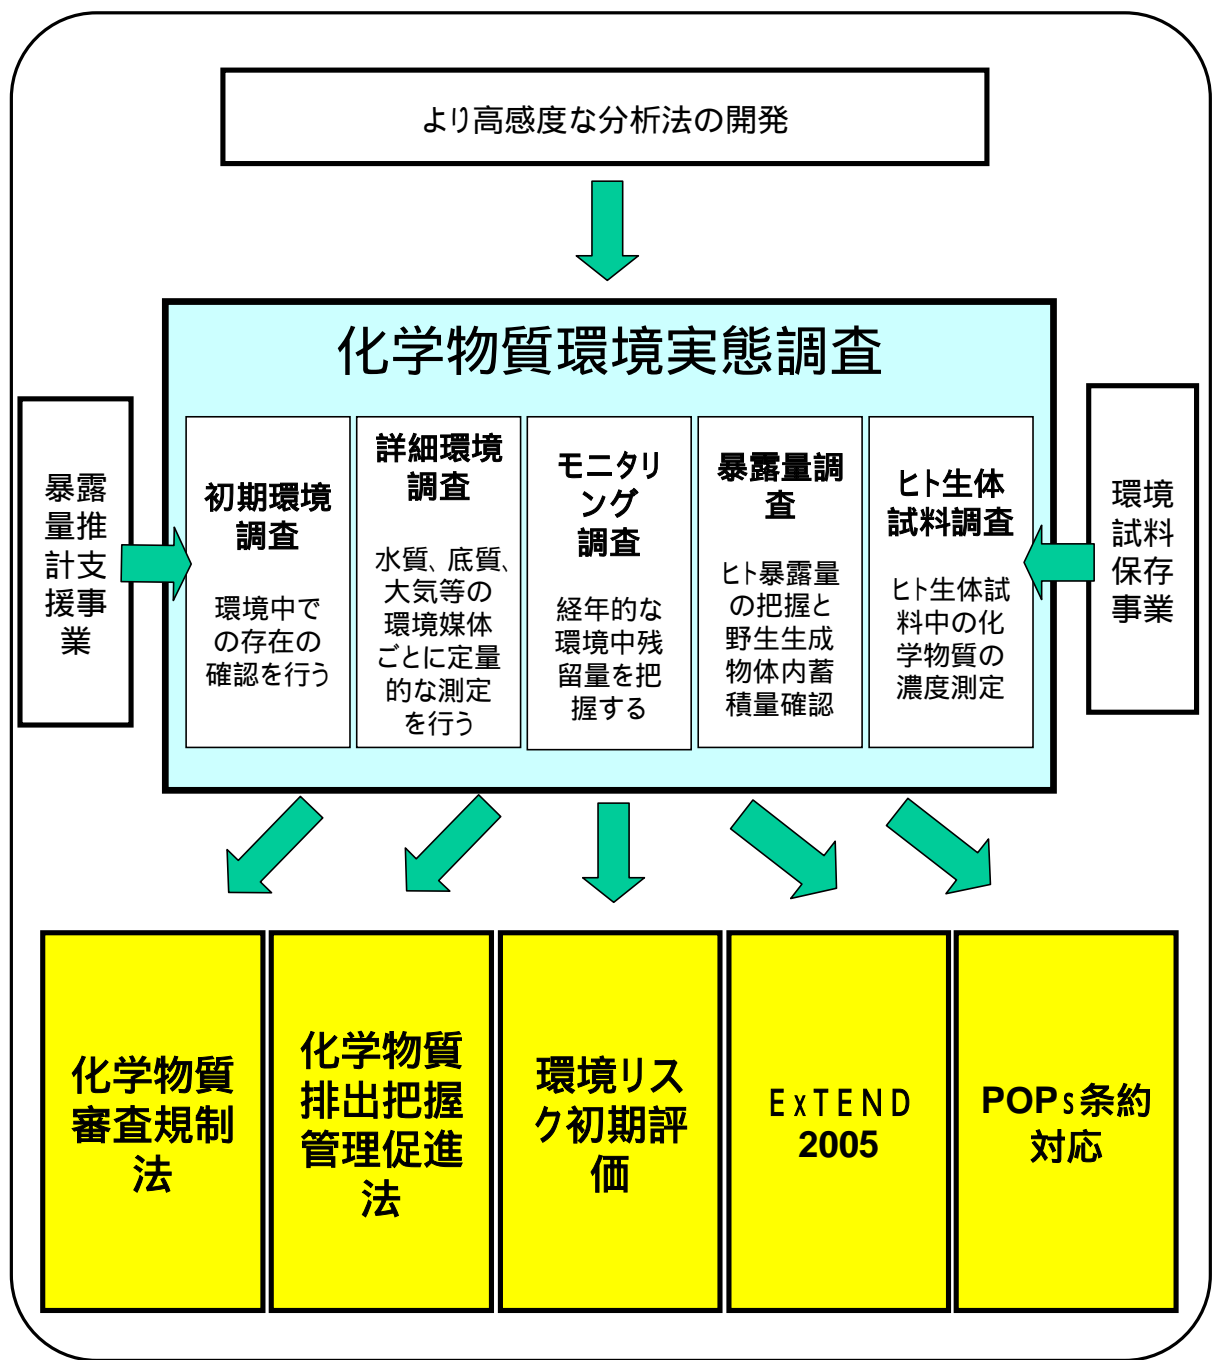 より高感度な分析法の開発
化学物質環境実態調査
暴露
量推
計支
援事
業
初期環境
調査
環境中で
の存在の
確認を行う
詳細環境
調査
水質、底質、
大気等の
環境媒体
ごとに定量
的な測定
を行う
モニタリ
ング
調査
経年的な
環境中残
留量を把
握する
暴露量調
査
ヒト暴露量
の把握と
野生生成
物体内蓄
積量確認
ヒト生体
試料調査
ヒト生体試
料中の化
学物質の
濃度測定
環境
試料
保存
事業
化学物質
審査規制
法
化学物質
排出把握
管理促進
法
環境リス
ク初期評
価
ExTEND
2005
POPs条約
対応